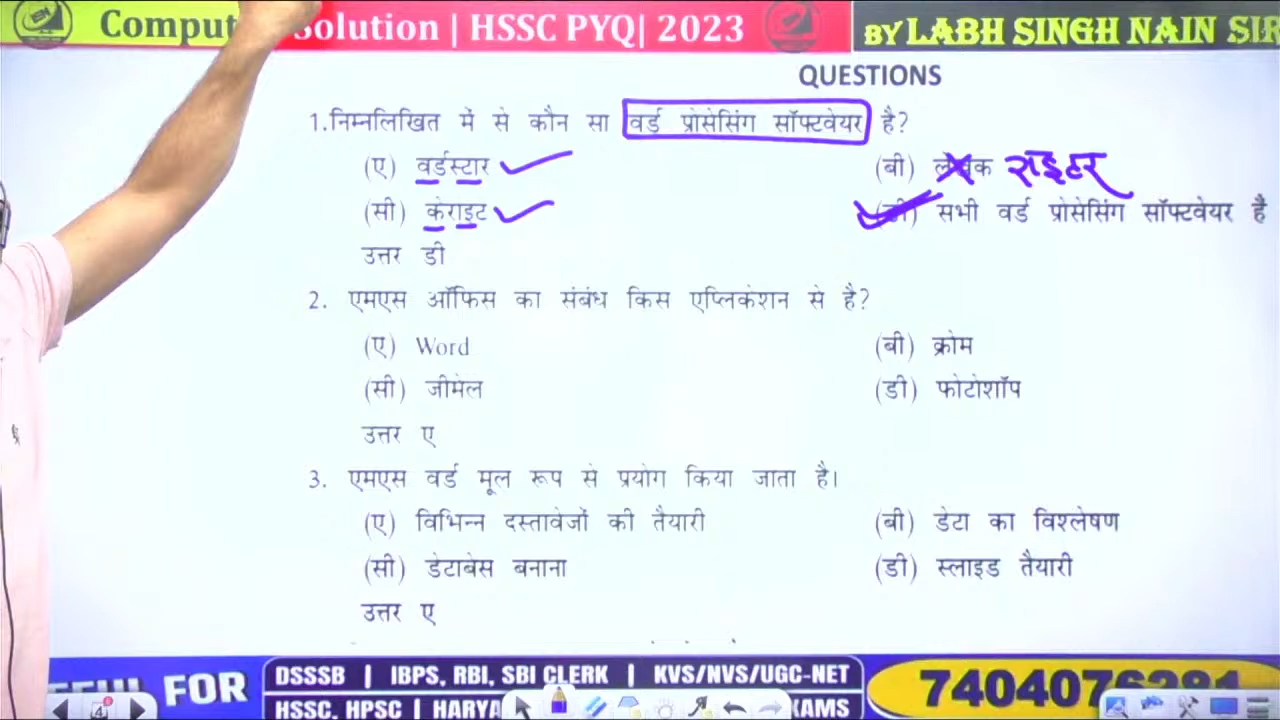 Comput Solution | HSSC PYQ| 2023 BY LABH SINGH NAIN SIR
QUESTIONS
1.निम्नलिखित में से कौन सा वर्ड प्रोसेसिंग सॉफ्टवेयर है?
(ए) वर्डस्टार (बी) राइटर
(सी) केराइट (डी) सभी वर्ड प्रोसेसिंग सॉफ्टवेयर है
उत्तर डी
2. एमएस ऑफिस का संबंध किस एप्लिकेशन से है?
(ए) Word (बी) क्रोम
(सी) जीमेल (डी) फोटोशॉप
उत्तर ए
3. एमएस वर्ड मूल रूप से प्रयोग किया जाता है।
(ए) विभिन्न दस्तावेजों की तैयारी (बी) डेटा का विश्लेषण
(सी) डेटाबेस बनाना (डी) स्लाइड तैयारी
उत्तर ए
FOR DSSSB | IBPS, RBI, SBI CLERK | KVS/NVS/UGC-NET
HSSC, HPSC | HARYA